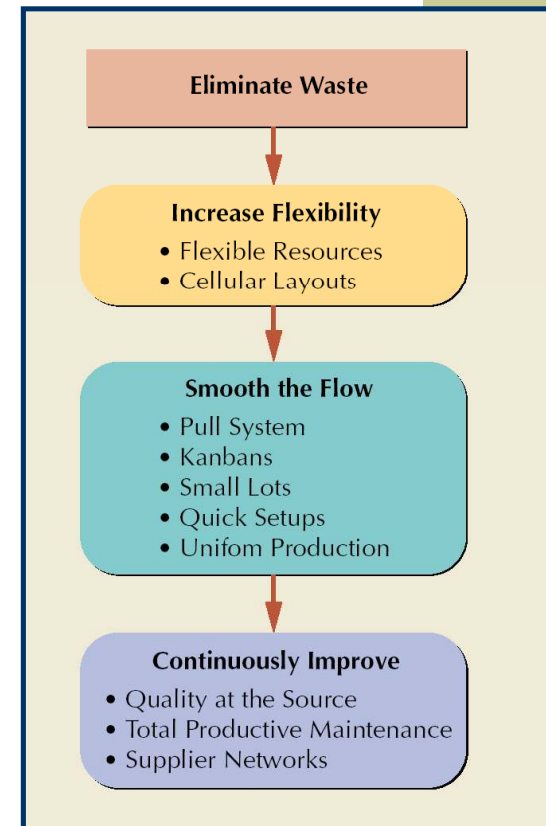 Eliminate Waste
Increase Flexibility
• Flexible Resources
• Cellular Layouts
Smooth the Flow
• Pull System
• Kanbans
• Small Lots
• Quick Setups
• Unifom Production
Continuously Improve
• Quality at the Source
• Total Productive Maintenance
• Supplier Networks